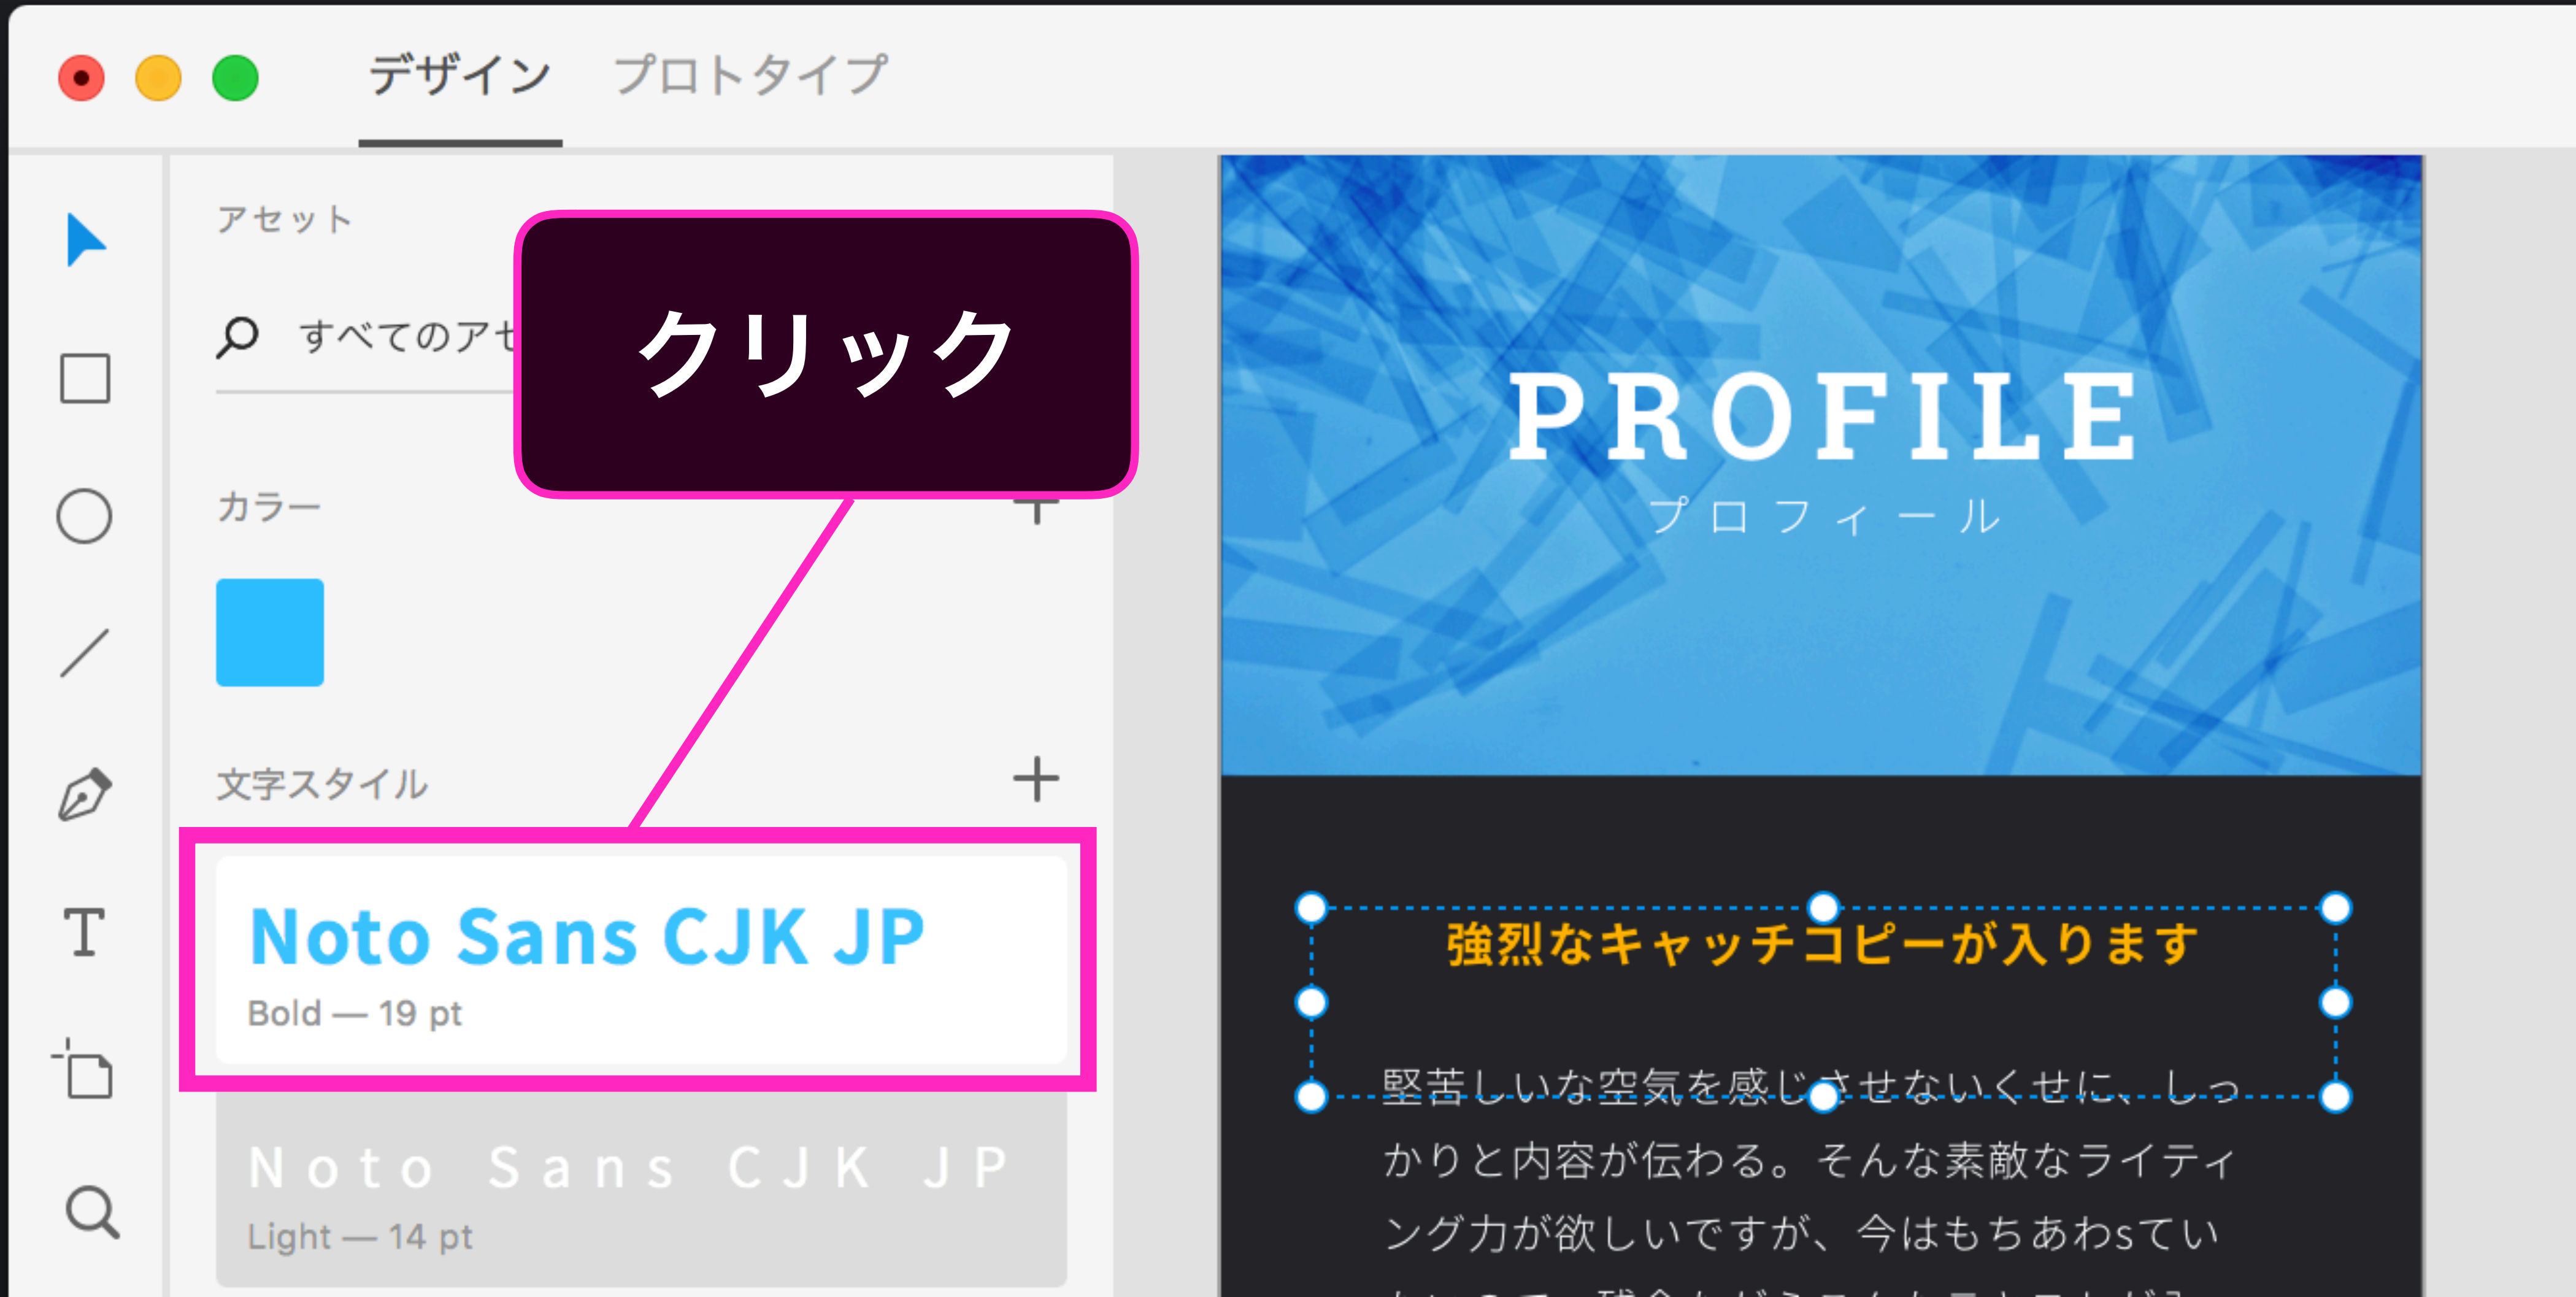 デザイン プロトタイプ
アセット
すべてのアセ
クリック
カラー
文字スタイル
Noto Sans CJK JP
Bold — 19 pt
Noto Sans CJK JP
Light — 14 pt
PROFILE
プロフィール
強烈なキャッチコピーが入ります
堅苦しいな空気を感じさせないくせに、しっ
かりと内容が伝わる。そんな素敵なライティ
ング力が欲しいですが、今はもちあわsてい